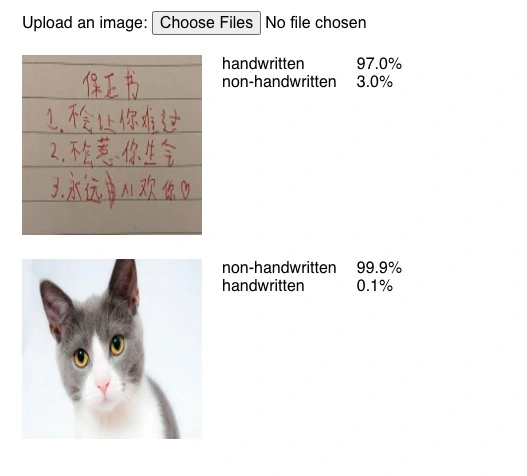 Upload an image: Choose Files No file chosen
handwritten 97.0%
non-handwritten 3.0%
保证书
1. 不会让你难过
2. 不会惹你生气
3. 永远喜欢你♡
non-handwritten 99.9%
handwritten 0.1%